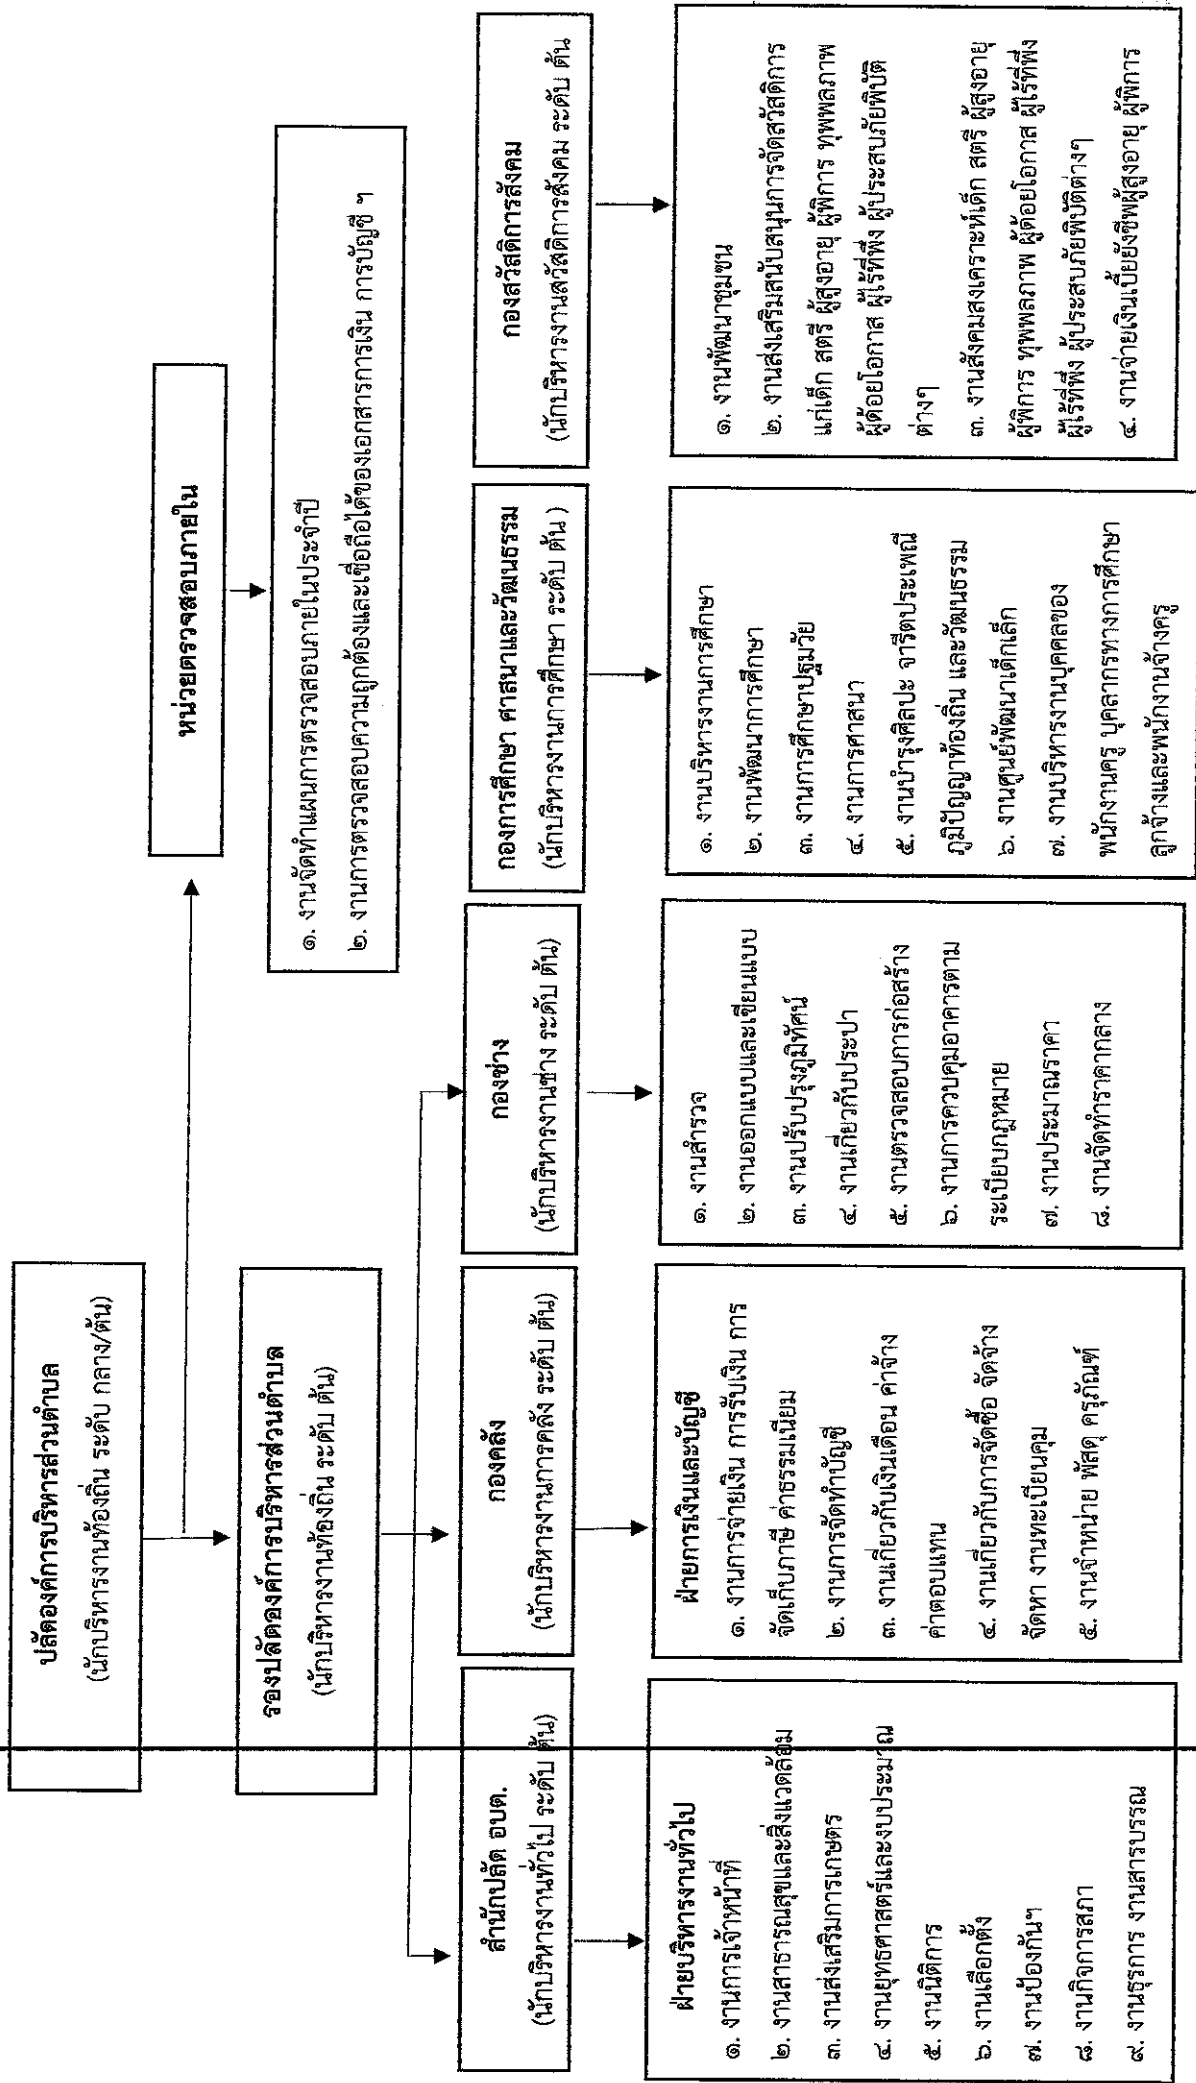 ปลัดองค์การบริหารส่วนตำบล
(นักบริหารงานท้องถิ่น ระดับ กลาง/ต้น)
หน่วยตรวจสอบภายใน
๑. งานจัดทำแผนการตรวจสอบภายในประจำปี
๒. งานการตรวจสอบความถูกต้องและเชื่อถือได้ของเอกสารการเงิน การบัญชี ฯ
รองปลัดองค์การบริหารส่วนตำบล
(นักบริหารงานท้องถิ่น ระดับ ต้น)
สำนักปลัด อบต.
(นักบริหารงานทั่วไป ระดับ ต้น)
กองคลัง
(นักบริหารงานการคลัง ระดับ ต้น)
กองช่าง
(นักบริหารงานช่าง ระดับ ต้น)
กองการศึกษา ศาสนาและวัฒนธรรม
(นักบริหารงานการศึกษา ระดับ ต้น )
กองสวัสดิการสังคม
(นักบริหารงานสวัสดิการสังคม ระดับ ต้น)
ฝ่ายบริหารงานทั่วไป
๑. งานการเจ้าหน้าที่
๒. งานสาธารณสุขและสิ่งแวดล้อม
๓. งานส่งเสริมการเกษตร
๔. งานยุทธศาสตร์และงบประมาณ
๕. งานนิติการ
๖. งานเลือกตั้ง
๗. งานป้องกันฯ
๘. งานกิจการสภา
๙. งานธุรการ งานสารบรรณ
ฝ่ายการเงินและบัญชี
๑. งานการจ่ายเงิน การรับเงิน การ
จัดเก็บภาษี ค่าธรรมเนียม
๒. งานการจัดทำบัญชี
๓. งานเกี่ยวกับเงินเดือน ค่าจ้าง
ค่าตอบแทน
๔. งานเกี่ยวกับการจัดซื้อ จัดจ้าง
จัดหา งานทะเบียนคุม
๕. งานจำหน่าย พัสดุ ครุภัณฑ์
๑. งานสำรวจ
๒. งานออกแบบและเขียนแบบ
๓. งานปรับปรุงภูมิทัศน์
๔. งานเกี่ยวกับประปา
๕. งานตรวจสอบการก่อสร้าง
๖. งานการควบคุมอาคารตาม
ระเบียบกฎหมาย
๗. งานประมาณราคา
๘. งานจัดทำราคากลาง
๑. งานบริหารงานการศึกษา
๒. งานพัฒนาการศึกษา
๓. งานการศึกษาปฐมวัย
๔. งานการศาสนา
๕. งานบำรุงศิลปะ จารีตประเพณี
ภูมิปัญญาท้องถิ่น และวัฒนธรรม
๖. งานศูนย์พัฒนาเด็กเล็ก
๗. งานบริหารงานบุคคลของ
พนักงานครู บุคลากรทางการศึกษา
ลูกจ้างและพนักงานจ้างครู
๑. งานพัฒนาชุมชน
๒. งานส่งเสริมสนับสนุนการจัดสวัสดิการ
แก่เด็ก สตรี ผู้สูงอายุ ผู้พิการ ทุพพลภาพ
ผู้ด้อยโอกาส ผู้ไร้ที่พึ่ง ผู้ประสบภัยพิบัติ
ต่างๆ
๓. งานสังคมสงเคราะห์เด็ก สตรี ผู้สูงอายุ
ผู้พิการ ทุพพลภาพ ผู้ด้อยโอกาส ผู้ไร้ที่พึ่ง
ผู้ไร้ที่พึ่ง ผู้ประสบภัยพิบัติต่างๆ
๔. งานจ่ายเงินเบี้ยยังชีพผู้สูงอายุ ผู้พิการ